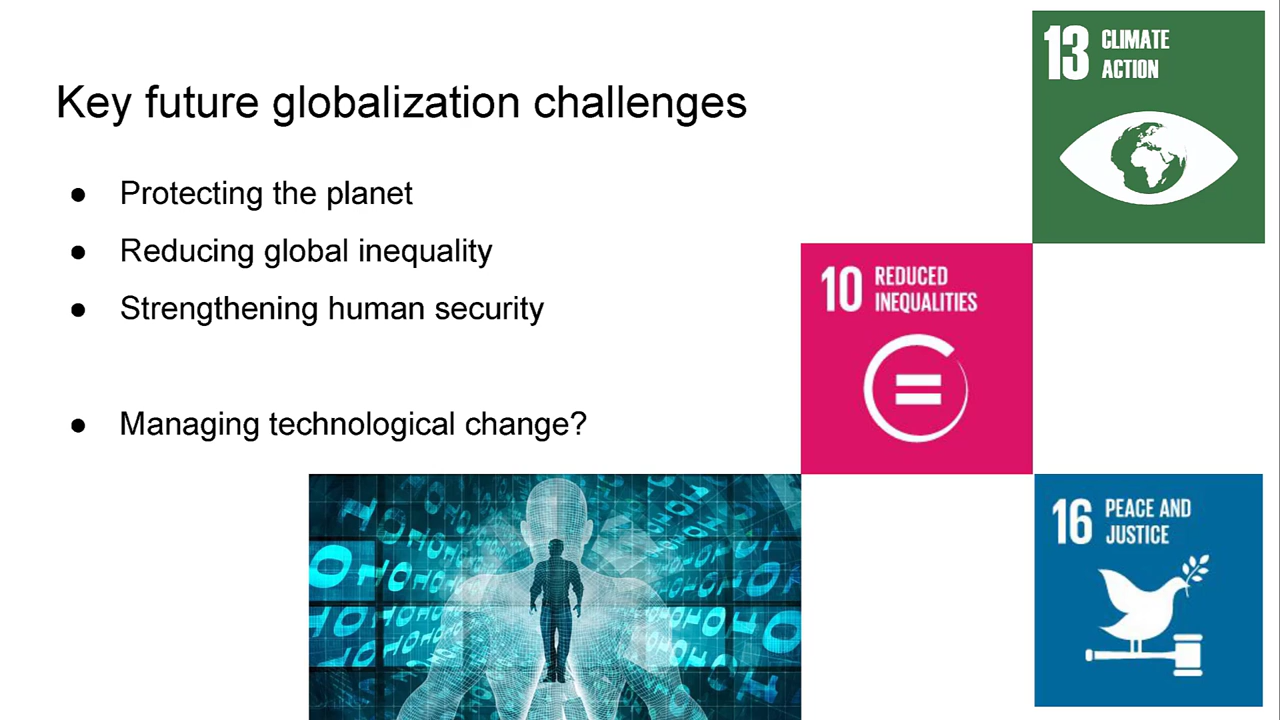 Key future globalization challenges
● Protecting the planet
● Reducing global inequality
● Strengthening human security
● Managing technological change?
13 CLIMATE
ACTION
10 REDUCED
INEQUALITIES
16 PEACE AND
JUSTICE